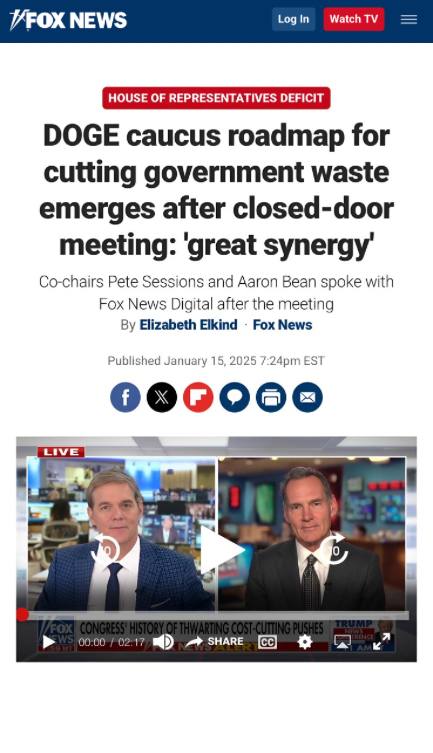 FOX NEWS
Log In
Watch TV
HOUSE OF REPRESENTATIVES DEFICIT
DOGE caucus roadmap for
cutting government waste
emerges after closed-door
meeting: 'great synergy'
Co-chairs Pete Sessions and Aaron Bean spoke with
Fox News Digital after the meeting
By Elizabeth Elkind · Fox News
Published January 15, 2025 7:24pm EST
LIVE
10
10
FOX
NEWS
CONGRESS' HISTORY OF THWARTING COST-CUTTING PUSHES
TRUMP
NEWS
00:00 / 02:17
SHARE
CC